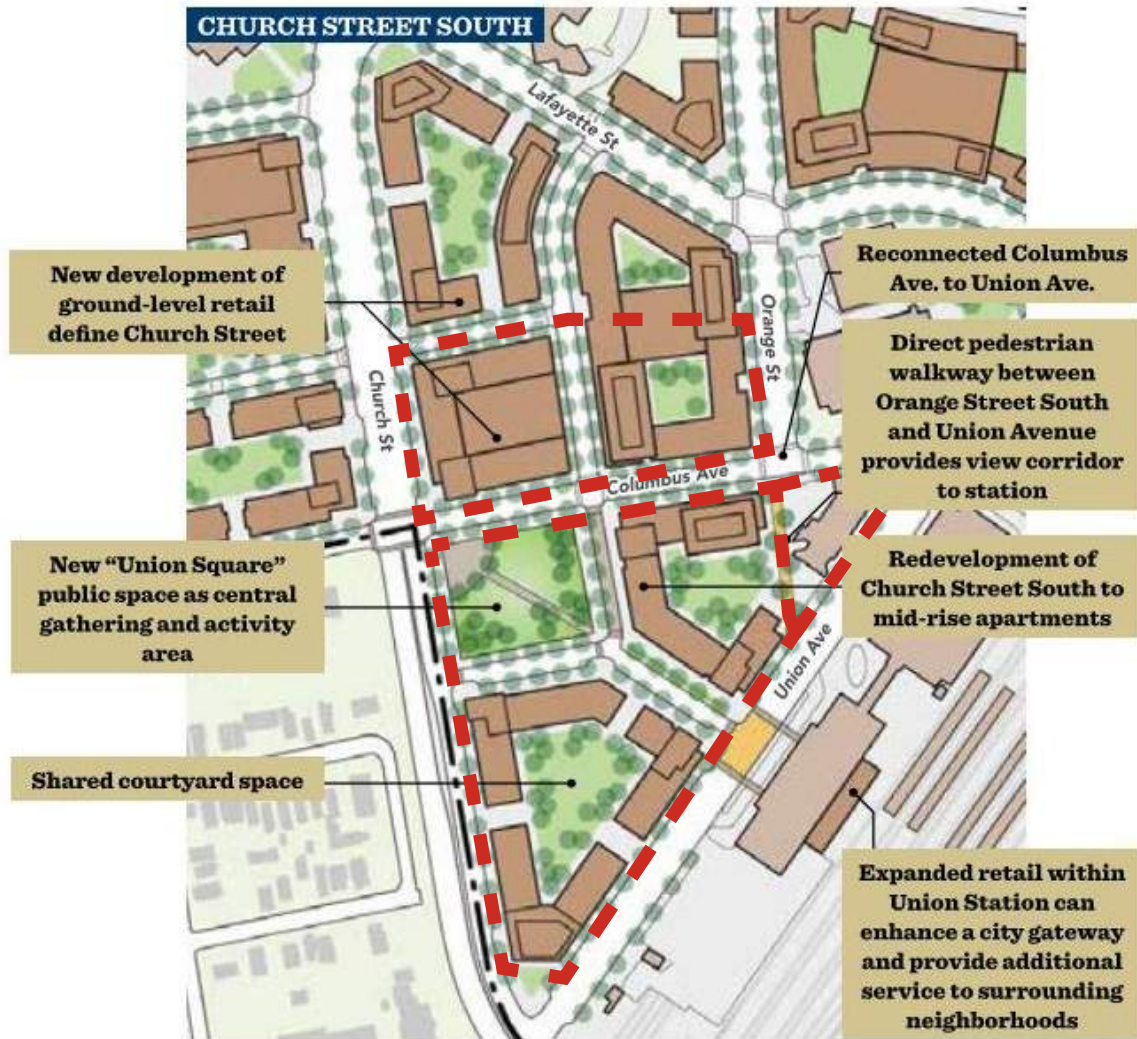 CHURCH STREET SOUTH
Lafayette St
New development of
ground-level retail
define Church Street
Church St
Orange St
Reconnected Columbus
Ave. to Union Ave.
Direct pedestrian
walkway between
Orange Street South
and Union Avenue
provides view corridor
to station
Columbus Ave
New “Union Square”
public space as central
gathering and activity
area
Redevelopment of
Church Street South to
mid-rise apartments
Union Ave
Shared courtyard space
Expanded retail within
Union Station can
enhance a city gateway
and provide additional
service to surrounding
neighborhoods